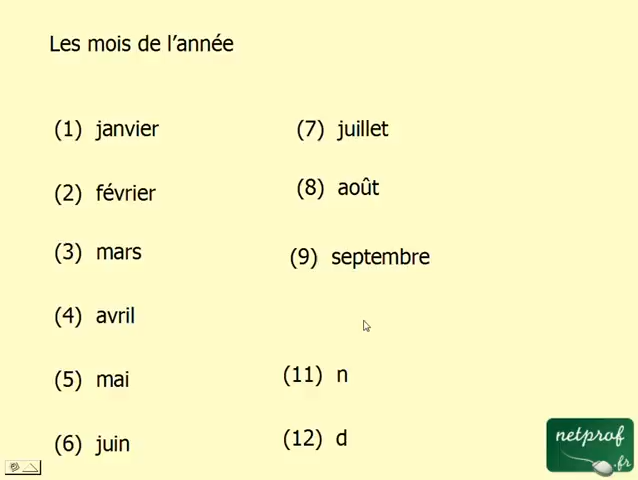 Les mois de l'année
(1) janvier
(2) février
(3) mars
(4) avril
(5) mai
(6) juin
(7) juillet
(8) août
(9) septembre
(11) n
(12) d
netprof
.fr